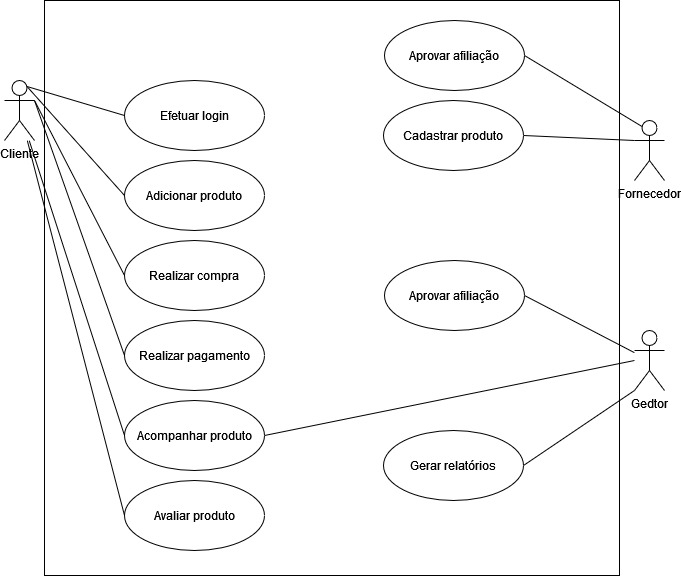 Aprovar afiliação
Efetuar login
Cadastrar produto
Cliente
Adicionar produto
Fornecedor
Realizar compra
Aprovar afiliação
Realizar pagamento
Gedtor
Acompanhar produto
Gerar relatórios
Avaliar produto